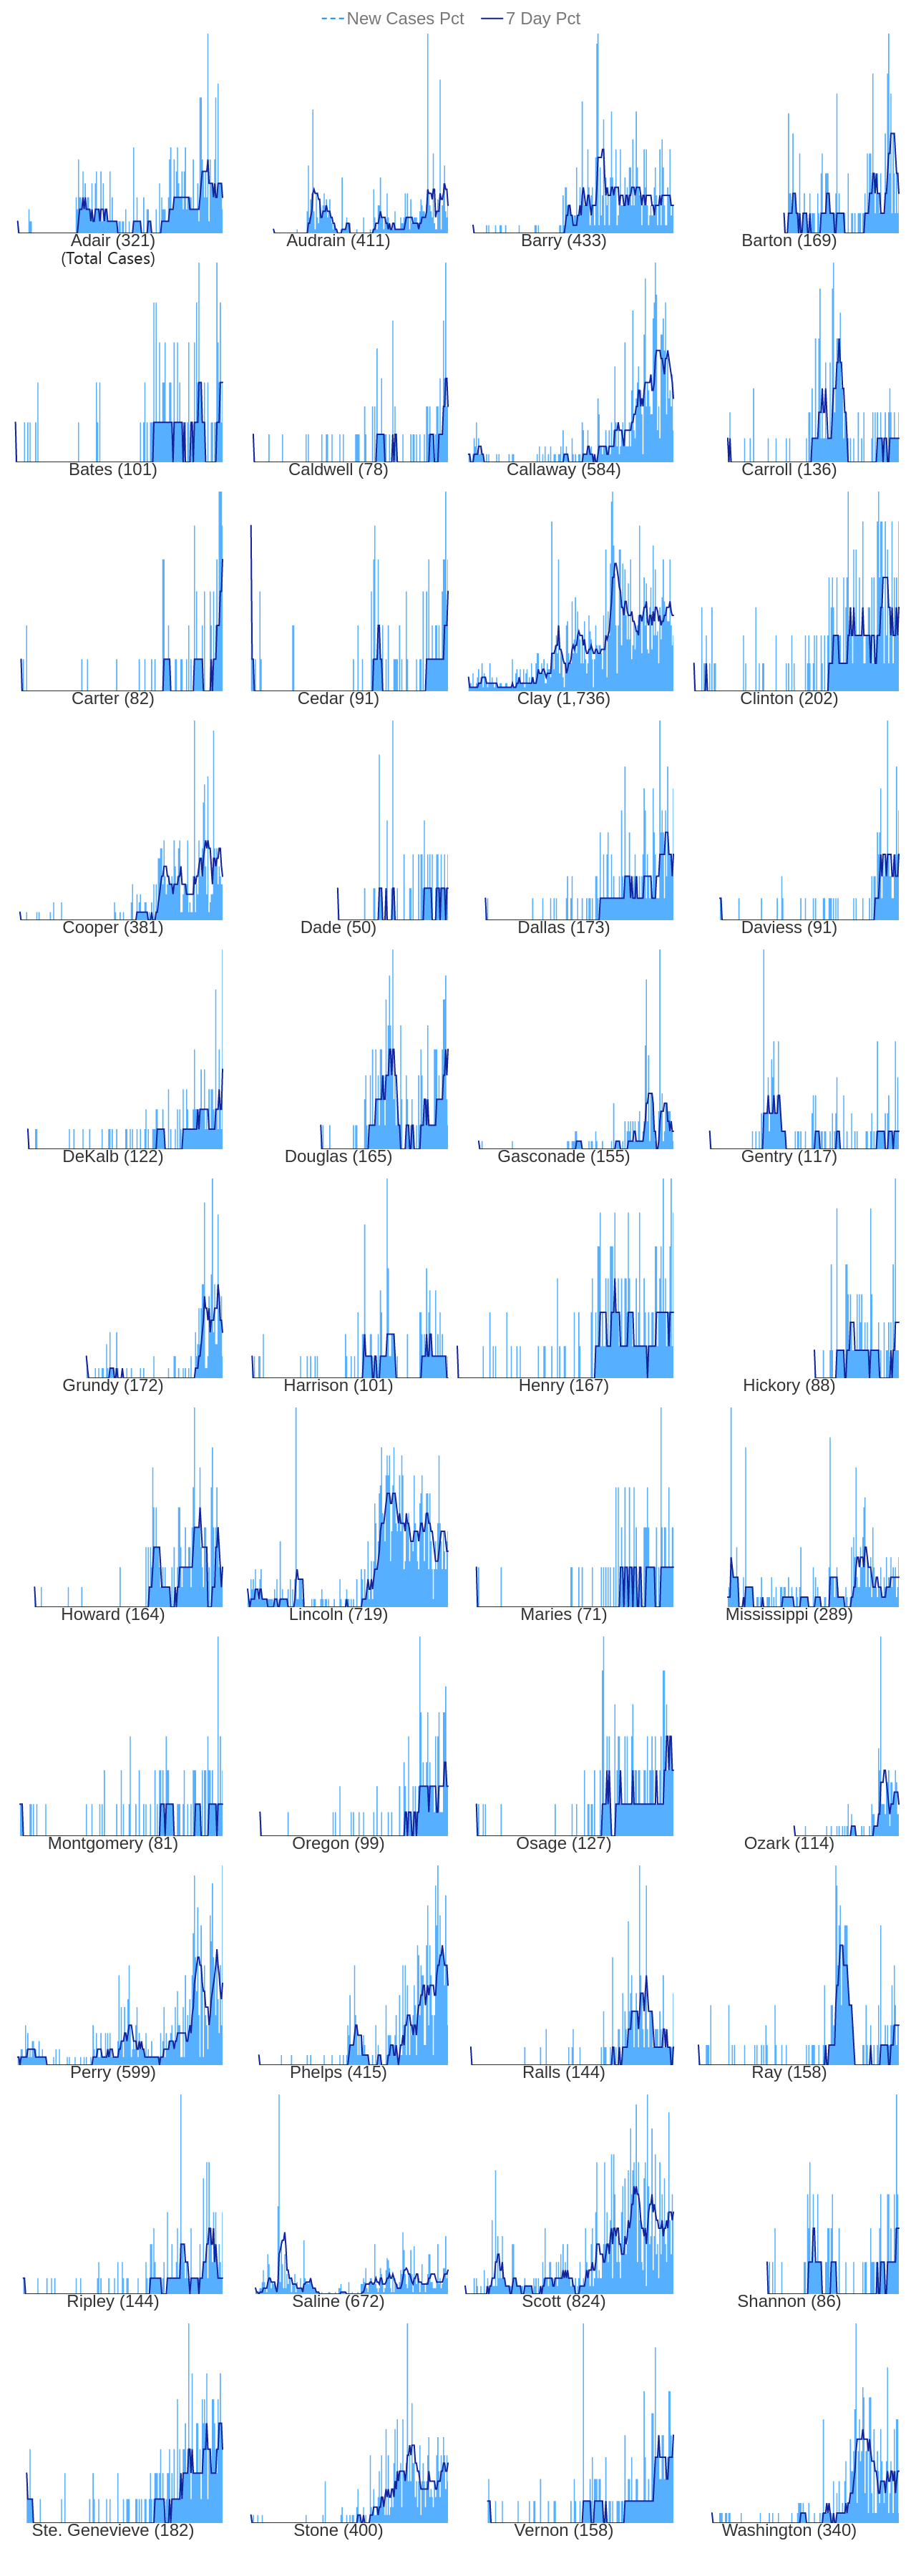 New Cases Pct 7 Day Pct
Adair (321) Audrain (411) Barry (433) Barton (169)
(Total Cases)
Bates (101) Caldwell (78) Callaway (584) Carroll (136)
Carter (82) Cedar (91) Clay (1,736) Clinton (202)
Cooper (381) Dade (50) Dallas (173) Daviess (91)
DeKalb (122) Douglas (165) Gasconade (155) Gentry (117)
Grundy (172) Harrison (101) Henry (167) Hickory (88)
Howard (164) Lincoln (719) Maries (71) Mississippi (289)
Montgomery (81) Oregon (99) Osage (127) Ozark (114)
Perry (599) Phelps (415) Ralls (144) Ray (158)
Ripley (144) Saline (672) Scott (824) Shannon (86)
Ste. Genevieve (182) Stone (400) Vernon (158) Washington (340)